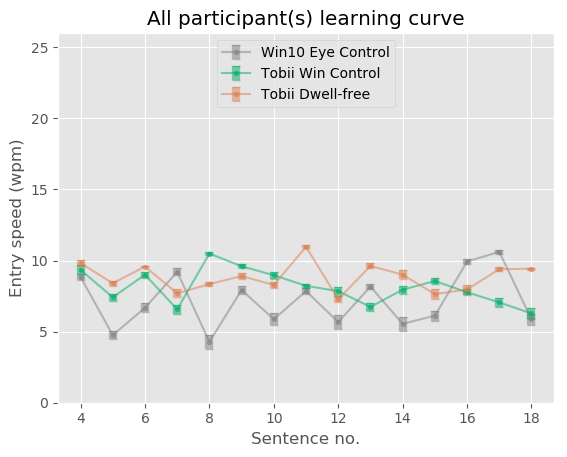 All participant(s) learning curve
Win10 Eye Control
Tobii Win Control
Tobii Dwell-free
Entry speed (wpm)
25
20
15
10
5
0
4 6 8 10 12 14 16 18
Sentence no.